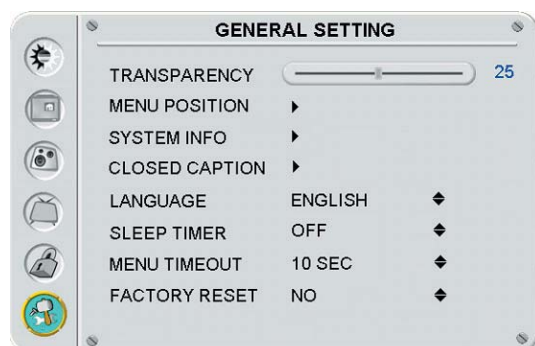 GENERAL SETTING
TRANSPARENCY 25
MENU POSITION
SYSTEM INFO
CLOSED CAPTION
LANGUAGE ENGLISH
SLEEP TIMER OFF
MENU TIMEOUT 10 SEC
FACTORY RESET NO